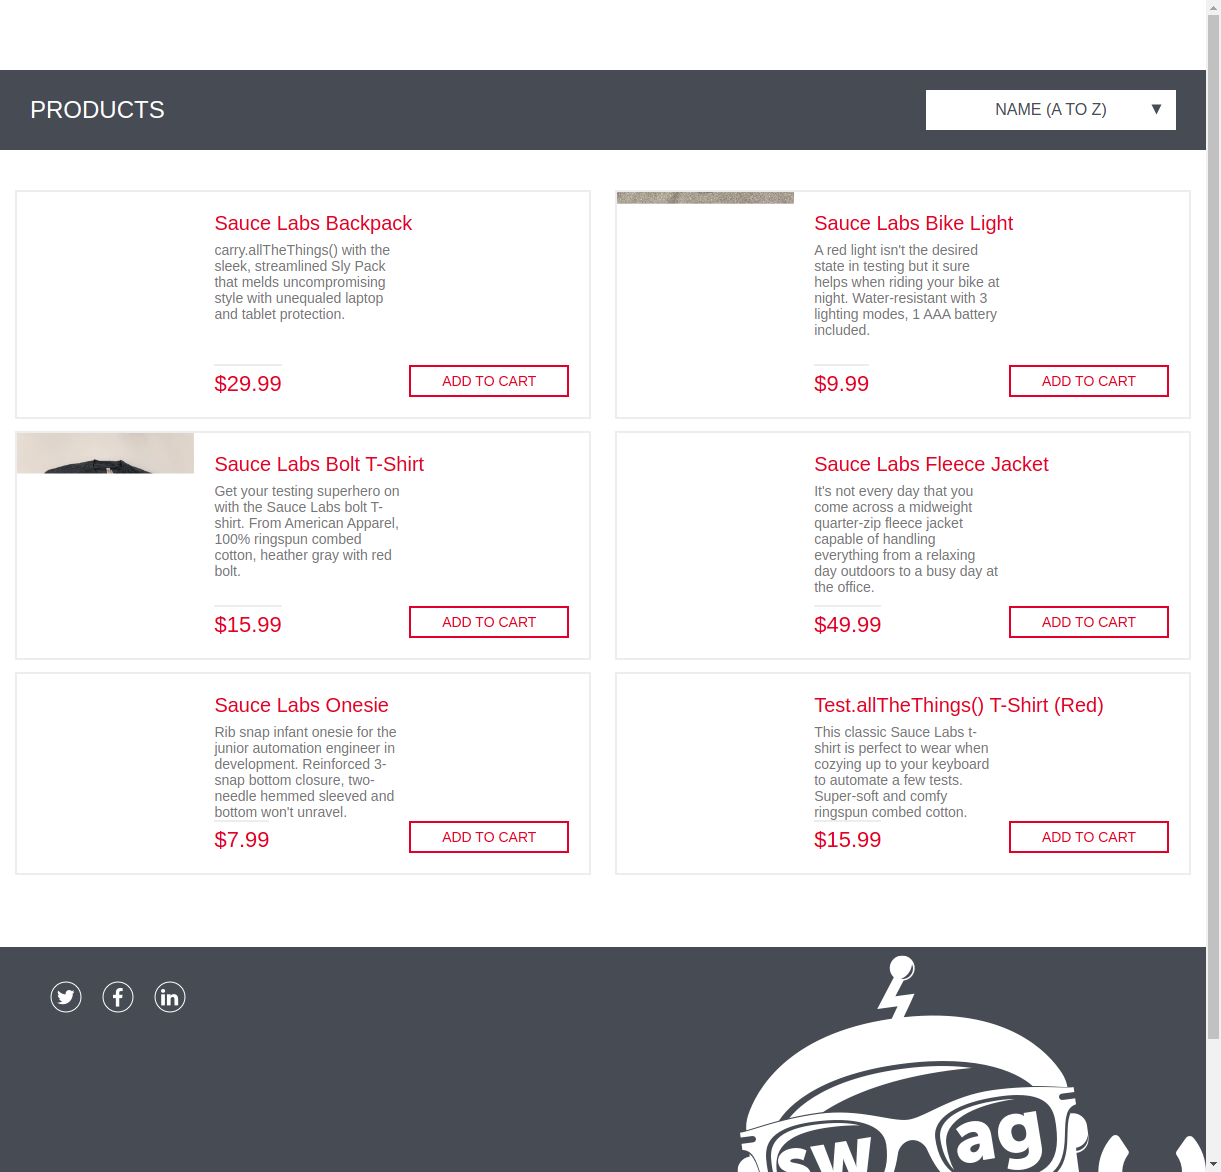 PRODUCTS
NAME (A TO Z) ▼
Sauce Labs Backpack
carry.allTheThings() with the
sleek, streamlined Sly Pack
that melds uncompromising
style with unequaled laptop
and tablet protection.
$29.99
ADD TO CART
Sauce Labs Bike Light
A red light isn't the desired
state in testing but it sure
helps when riding your bike at
night. Water-resistant with 3
lighting modes, 1 AAA battery
included.
$9.99
ADD TO CART
Sauce Labs Bolt T-Shirt
Get your testing superhero on
with the Sauce Labs bolt T-
shirt. From American Apparel,
100% ringspun combed
cotton, heather gray with red
bolt.
$15.99
ADD TO CART
Sauce Labs Fleece Jacket
It's not every day that you
come across a midweight
quarter-zip fleece jacket
capable of handling
everything from a relaxing
day outdoors to a busy day at
the office.
$49.99
ADD TO CART
Sauce Labs Onesie
Rib snap infant onesie for the
junior automation engineer in
development. Reinforced 3-
snap bottom closure, two-
needle hemmed sleeved and
bottom won't unravel.
$7.99
ADD TO CART
Test.allTheThings() T-Shirt (Red)
This classic Sauce Labs t-
shirt is perfect to wear when
cozying up to your keyboard
to automate a few tests.
Super-soft and comfy
ringspun combed cotton.
$15.99
ADD TO CART
in
sw ag